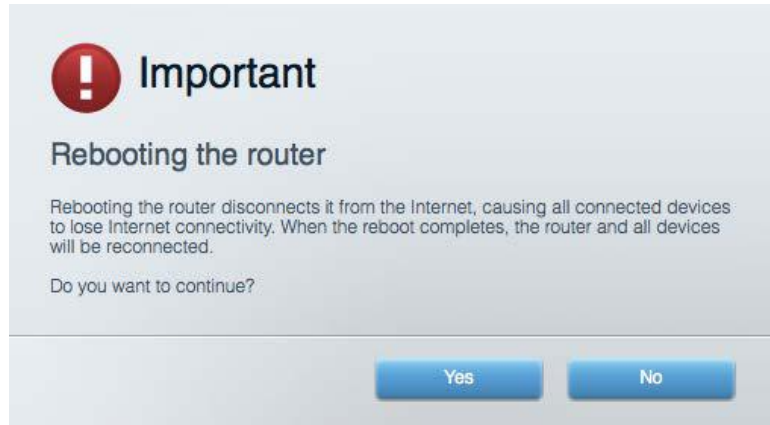 Important
Rebooting the router
Rebooting the router disconnects it from the Internet, causing all connected devices
to lose Internet connectivity. When the reboot completes, the router and all devices
will be reconnected.
Do you want to continue?
Yes
No